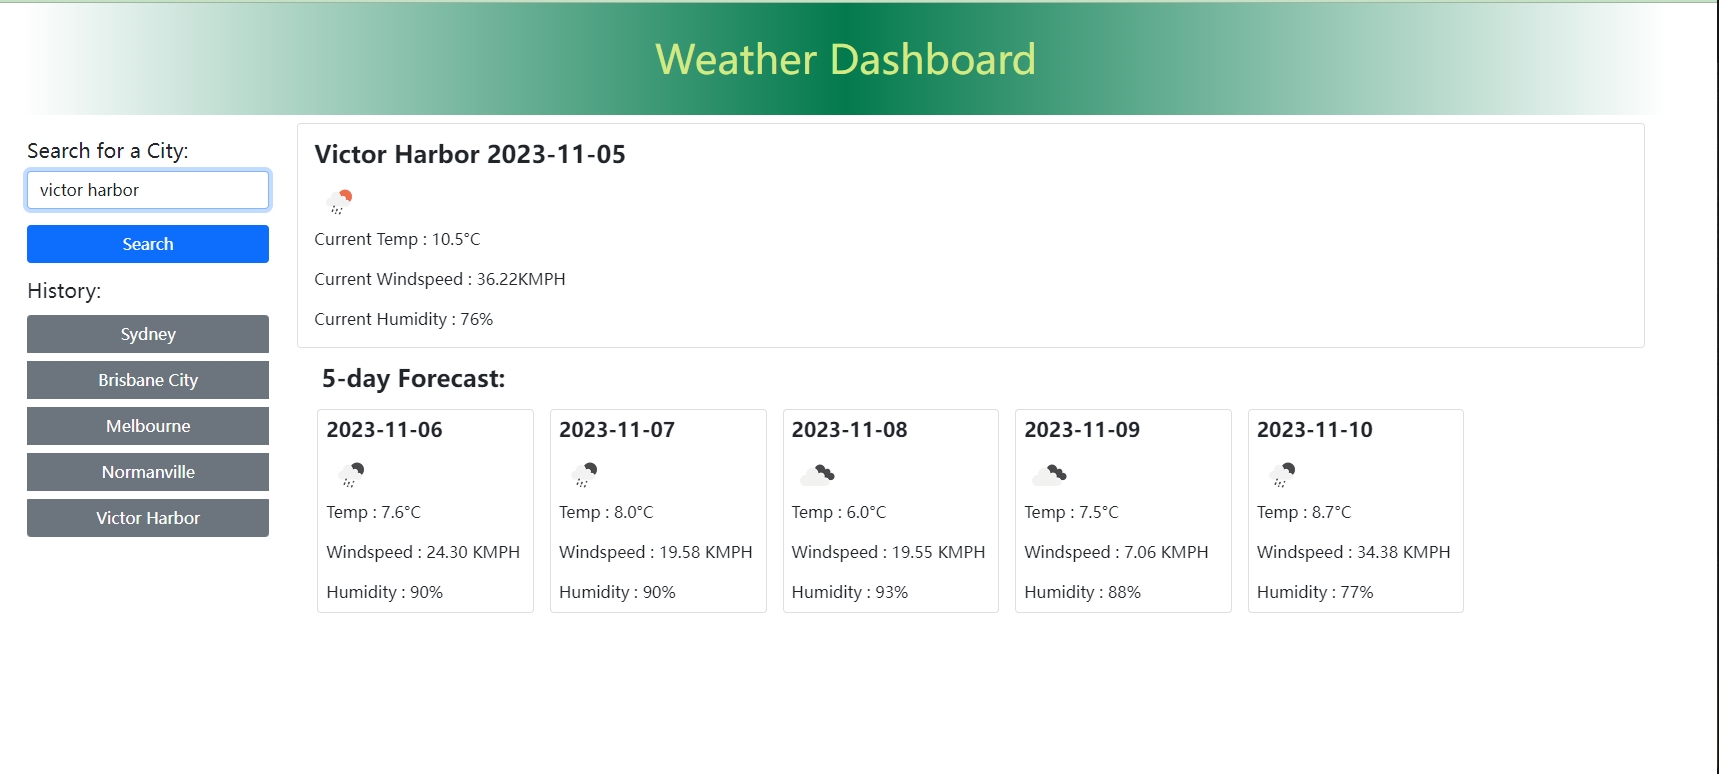 Weather Dashboard
Search for a City:
victor harbor
Search
History:
Sydney
Brisbane City
Melbourne
Normanville
Victor Harbor
Victor Harbor 2023-11-05
Current Temp : 10.5°C
Current Windspeed : 36.22KMPH
Current Humidity : 76%
5-day Forecast:
2023-11-06
Temp : 7.6°C
Windspeed : 24.30 KMPH
Humidity : 90%
2023-11-07
Temp : 8.0°C
Windspeed : 19.58 KMPH
Humidity : 90%
2023-11-08
Temp : 6.0°C
Windspeed : 19.55 KMPH
Humidity : 93%
2023-11-09
Temp : 7.5°C
Windspeed : 7.06 KMPH
Humidity : 88%
2023-11-10
Temp : 8.7°C
Windspeed : 34.38 KMPH
Humidity : 77%